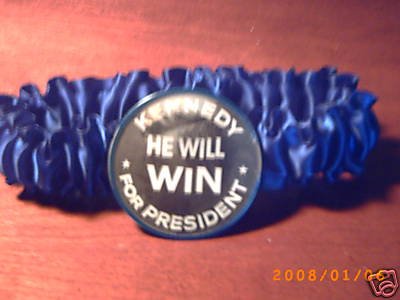 KENNEDY
HE WILL
WIN
FOR PRESIDENT
2008/01/06